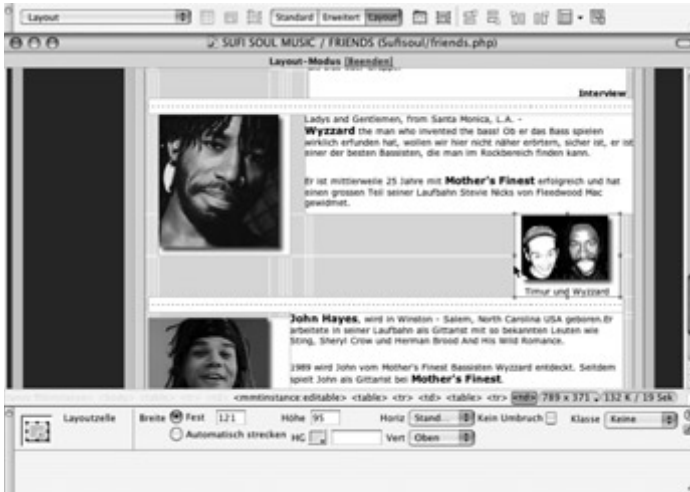 Layout Standard Erweitert Layout
SUFI SOUL MUSIC / FRIENDS (Sufisoul/friends.php)
Layout-Modus [Beenden]
Interview
Ladys and Gentlemen, from Santa Monica, L.A. -
Wyzzard the man who invented the bass! Ob er das Bass spielen
wirklich erfunden hat, wollen wir hier nicht näher erörtern, sicher ist, er ist
einer der besten Bassisten, die man im Rockbereich finden kann.
Er ist mittlerweile 25 Jahre mit Mother's Finest erfolgreich und hat
einen grossen Teil seiner Laufbahn Stevie Nicks von Fleedwood Mac
gewidmet.
Timur und Wyzzard
John Hayes, wird in Winston - Salem, North Carolina USA geboren.Er
arbeitete in seiner Laufbahn als Gittarist mit so bekannten Leuten wie
Sting, Sheryl Crow und Herman Brood And His Wild Romance.
1989 wird John vom Mother's Finest Bassisten Wyzzard entdeckt. Seitdem
spielt John als Gittarist bei Mother's Finest.
<mmtinstance:editable> <table> <tr> <td> <table> <tr> <td> 789 x 371 132 K / 19 Sek
Layoutzelle Breite Fest 121 Höhe 95 Horiz Stand... Kein Umbruch Klasse Keine
Automatisch strecken HG Vert Oben